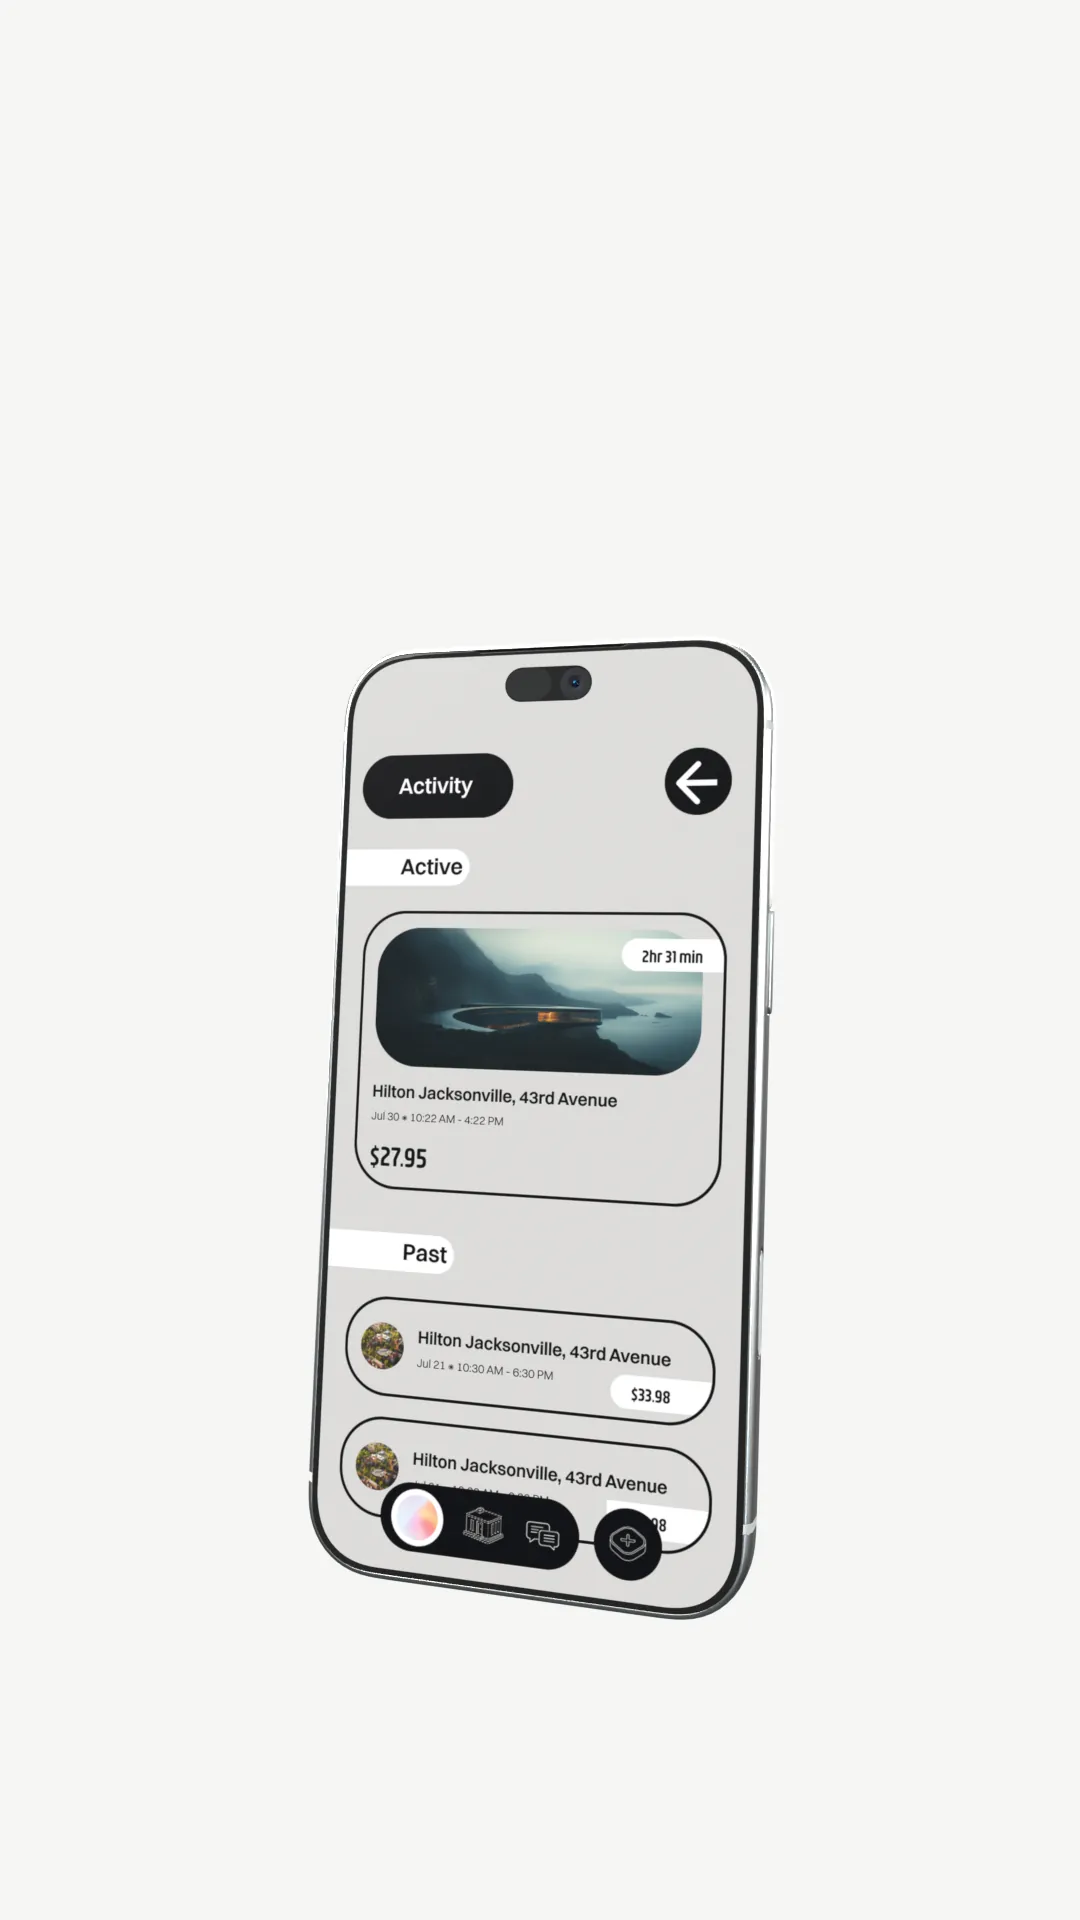 Activity
Active
2hr 31 min
Hilton Jacksonville, 43rd Avenue
Jul 30 • 10:22 AM - 4:22 PM
$27.95
Past
Hilton Jacksonville, 43rd Avenue
Jul 21 • 10:30 AM - 6:30 PM
$33.98
Hilton Jacksonville, 43rd Avenue
98